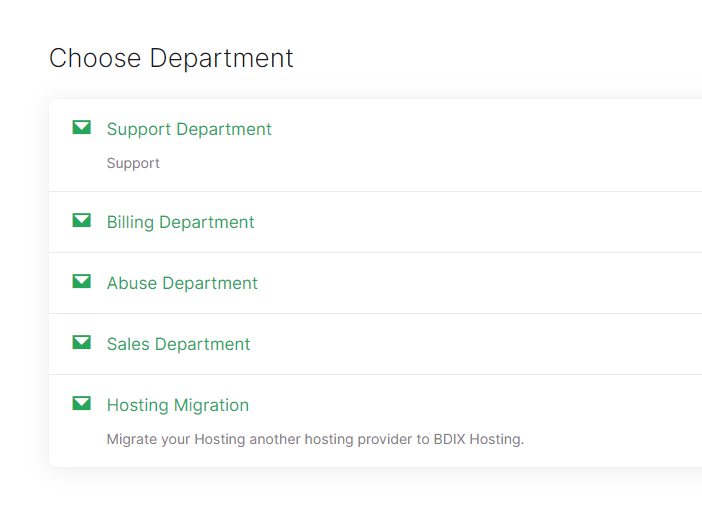 Choose Department
Support Department
Support
Billing Department
Abuse Department
Sales Department
Hosting Migration
Migrate your Hosting another hosting provider to BDIX Hosting.